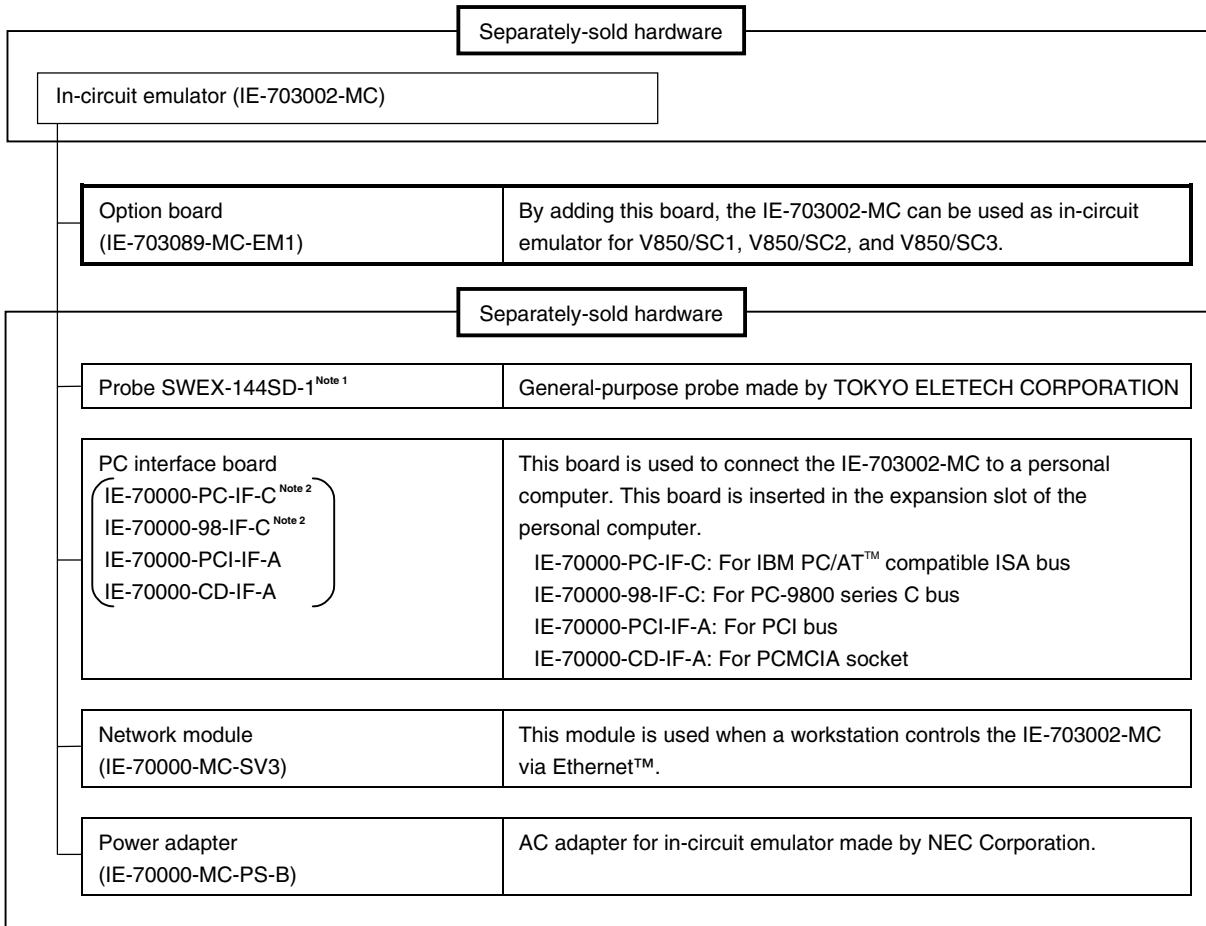 Separately-sold hardware
In-circuit emulator (IE-703002-MC)
Option board
(IE-703089-MC-EM1)
By adding this board, the IE-703002-MC can be used as in-circuit
emulator for V850/SC1, V850/SC2, and V850/SC3.
Separately-sold hardware
Probe SWEX-144SD-1 Note 1
General-purpose probe made by TOKYO ELETECH CORPORATION
PC interface board
IE-70000-PC-IF-C Note 2
IE-70000-98-IF-C Note 2
IE-70000-PCI-IF-A
IE-70000-CD-IF-A
This board is used to connect the IE-703002-MC to a personal
computer. This board is inserted in the expansion slot of the
personal computer.
IE-70000-PC-IF-C: For IBM PC/AT™ compatible ISA bus
IE-70000-98-IF-C: For PC-9800 series C bus
IE-70000-PCI-IF-A: For PCI bus
IE-70000-CD-IF-A: For PCMCIA socket
Network module
(IE-70000-MC-SV3)
This module is used when a workstation controls the IE-703002-MC
via Ethernet™.
Power adapter
(IE-70000-MC-PS-B)
AC adapter for in-circuit emulator made by NEC Corporation.